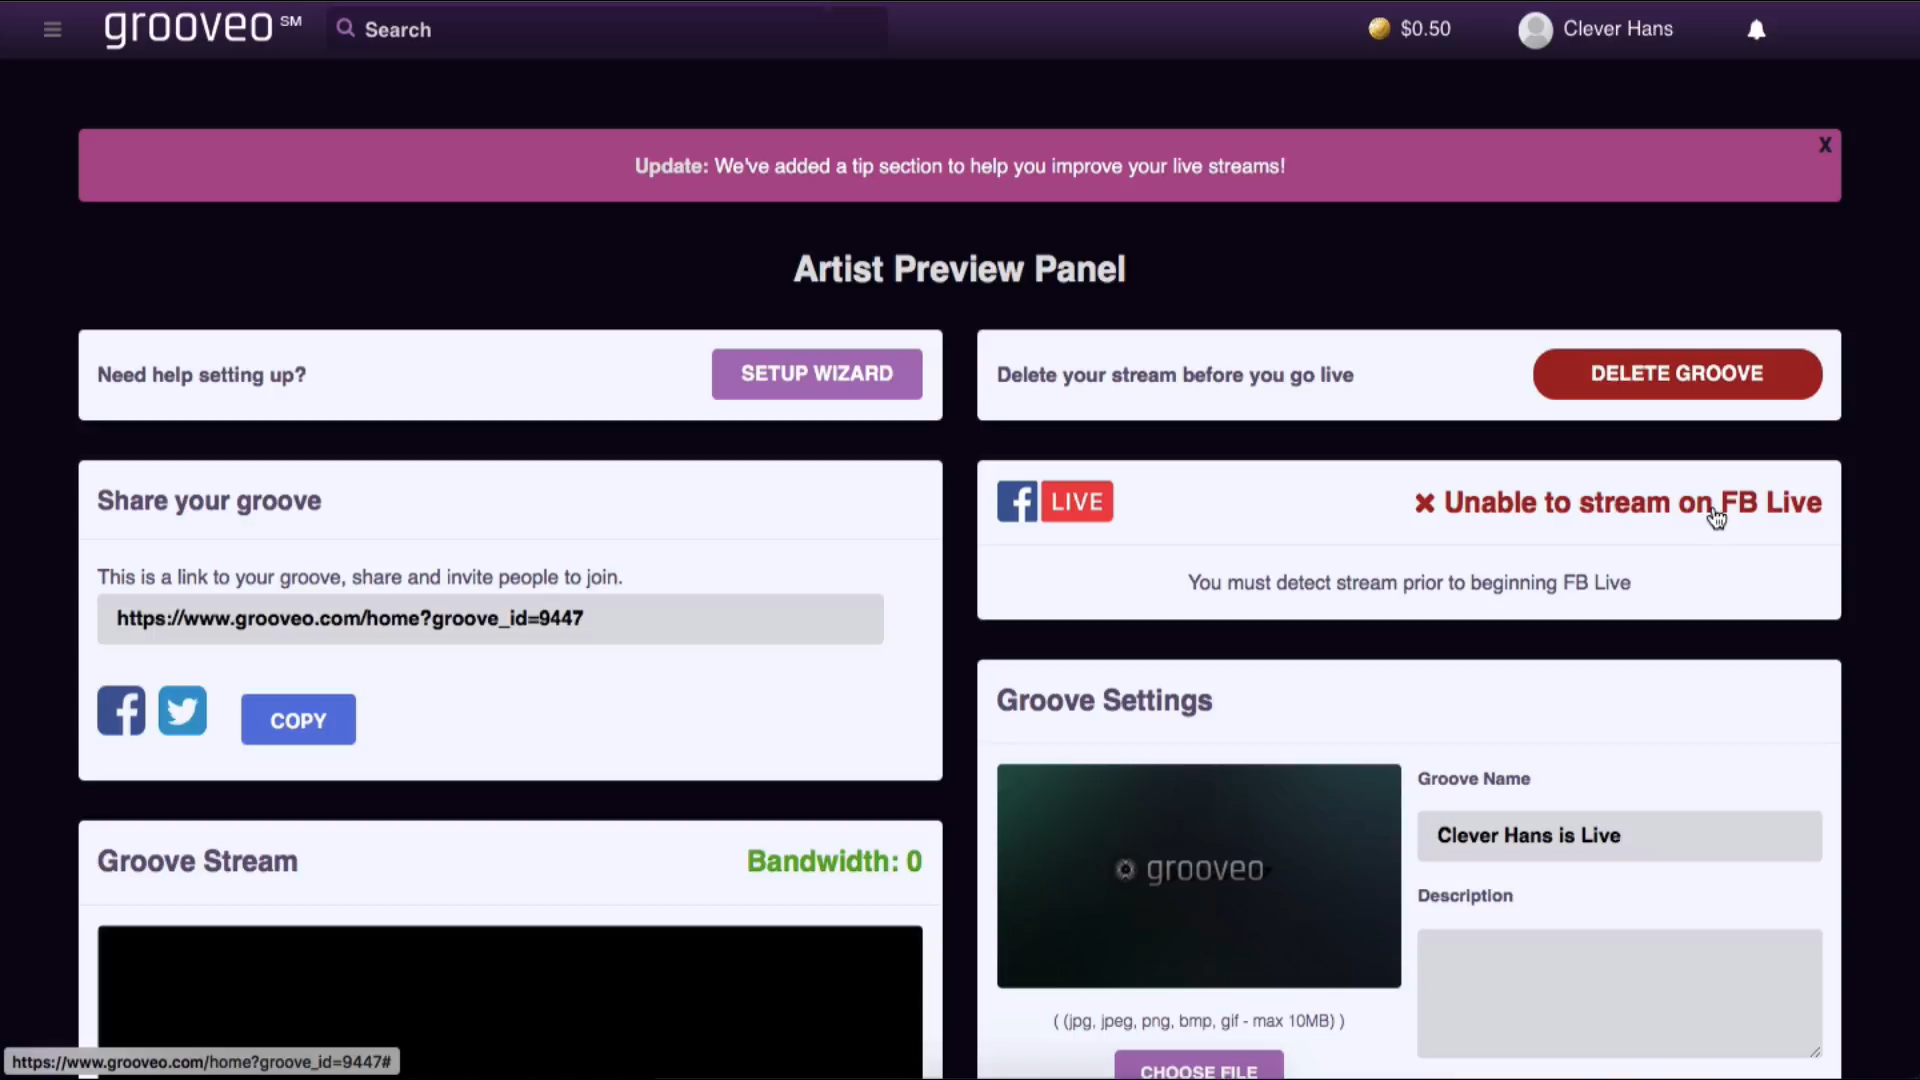 grooveo SM
Search
$0.50
Clever Hans
X
Update: We've added a tip section to help you improve your live streams!
Artist Preview Panel
Need help setting up?
SETUP WIZARD
Delete your stream before you go live
DELETE GROOVE
Share your groove
This is a link to your groove, share and invite people to join.
https://www.grooveo.com/home?groove_id=9447
COPY
LIVE
Unable to stream on FB Live
You must detect stream prior to beginning FB Live
Groove Settings
grooveo
( (jpg, jpeg, png, bmp, gif - max 10MB) )
CHOOSE FILE
Groove Name
Clever Hans is Live
Description
Groove Stream
Bandwidth: 0
https://www.grooveo.com/home?groove_id=9447#